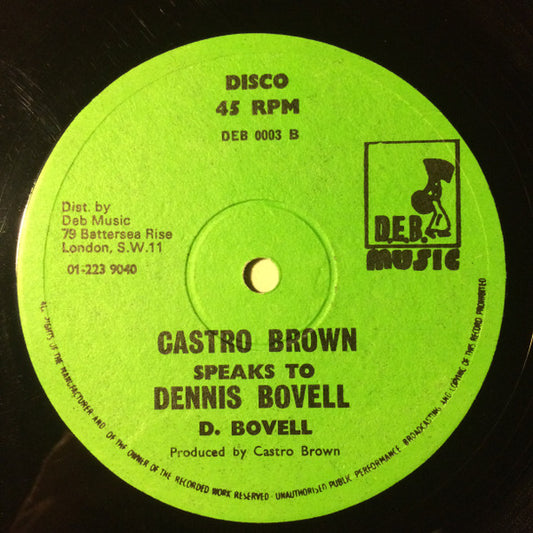 DISCO
45 RPM
DEB 0003 B
D.E.B.
MUSIC
Dist. by
Deb Music
79 Battersea Rise
London, S.W.11
01-223 9040
CASTRO BROWN
SPEAKS TO
DENNIS BOVELL
D. BOVELL
Produced by Castro Brown
ALL RIGHTS OF THE MANUFACTURER AND OF THE OWNER OF THE RECORDED WORK RESERVED · UNAUTHORISED PUBLIC PERFORMANCE BROADCASTING AND COPYING OF THIS RECORD PROHIBITED